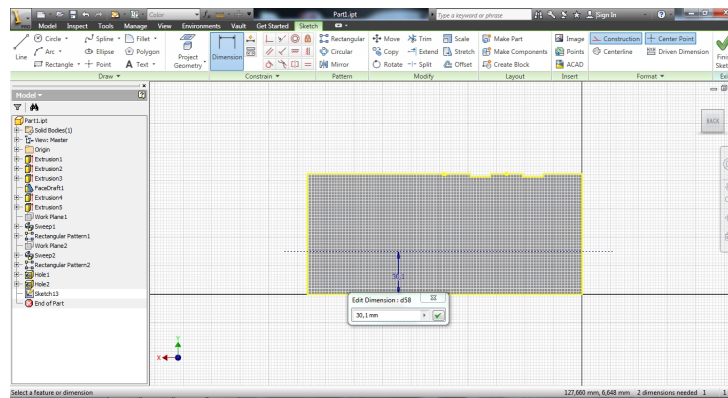 Color
Part1.ipt
Type a keyword or phrase
Sign In
Model Inspect Tools Manage View Environments Vault Get Started Sketch
Line
Circle Spline Fillet
Arc Ellipse Polygon
Rectangle Point Text
Project Geometry
Dimension
Rectangular
Circular
Mirror
Move Trim Scale
Copy Extend Stretch
Rotate Split Offset
Make Part
Make Components
Create Block
Image
Points
ACAD
Construction Center Point
Centerline Driven Dimension
Draw Constrain Pattern Modify Layout Insert Format
Model
Part1.ipt
Solid Bodies(1)
View: Master
Origin
Extrusion1
Extrusion2
Extrusion3
FaceDraft1
Extrusion4
Extrusion5
Work Plane1
Sweep1
Rectangular Pattern1
Work Plane2
Sweep2
Rectangular Pattern2
Hole1
Hole2
Sketch13
End of Part
BACK
30,1
Edit Dimension : d58
30,1 mm
Y
X
Select a feature or dimension
127,660 mm, 6,648 mm 2 dimensions needed 1 1